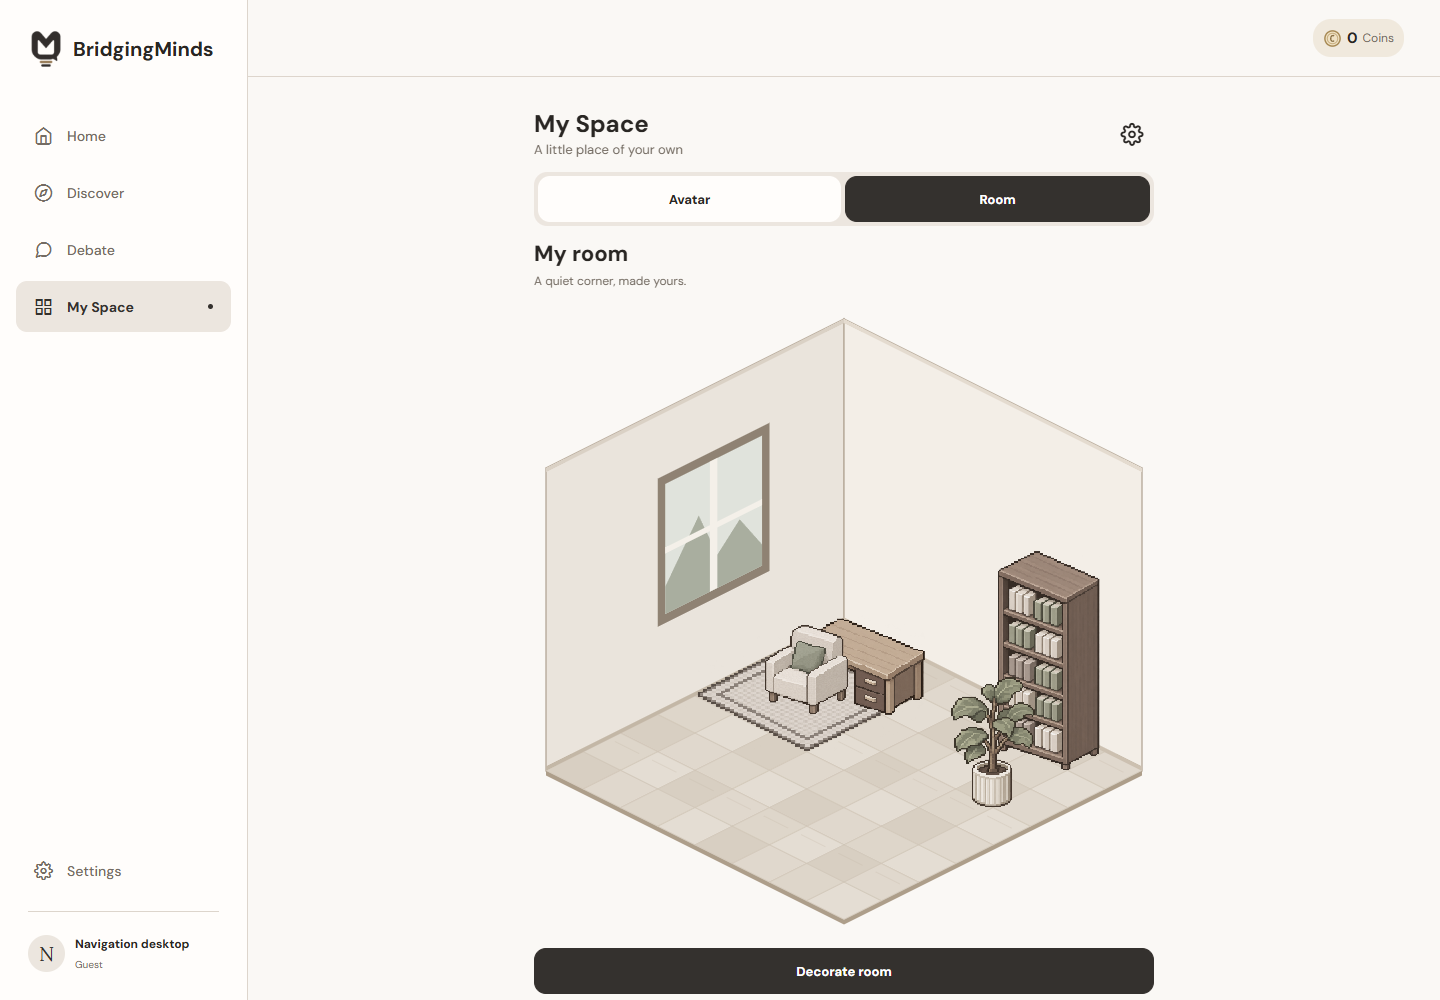 BridgingMinds
0 Coins
Home
Discover
Debate
My Space
Settings
N
Navigation desktop
Guest
My Space
A little place of your own
Avatar
Room
My room
A quiet corner, made yours.
Decorate room